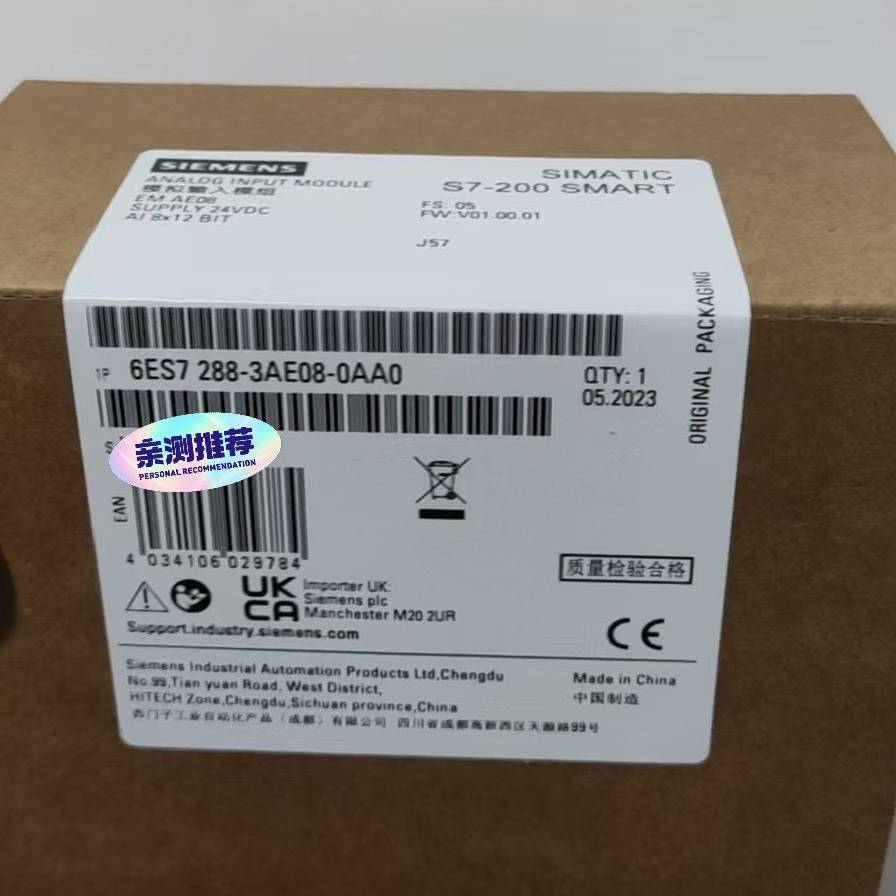 SIEMENS
ANALOG INPUT MODULE
模拟输入模组
EM AE08
SUPPLY 24VDC
AI 8x12 BIT
SIMATIC
S7-200 SMART
FS: 05
FW:V01.00.01
J57
ORIGINAL PACKAGING
1P 6ES7 288-3AE08-0AA0
QTY: 1
05.2023
S
亲测推荐
PERSONAL RECOMMENDATION
EAN
4 034106 029784
质量检验合格
UK
CA
Importer UK:
Siemens plc
Manchester M20 2UR
Support.industry.siemens.com
CE
Siemens Industrial Automation Products Ltd,Chengdu
No.99,Tian yuan Road, West District,
HITECH Zone,Chengdu,Sichuan province,China
西门子工业自动化产品（成都）有限公司 四川省成都高新西区天源路99号
Made in China
中国制造